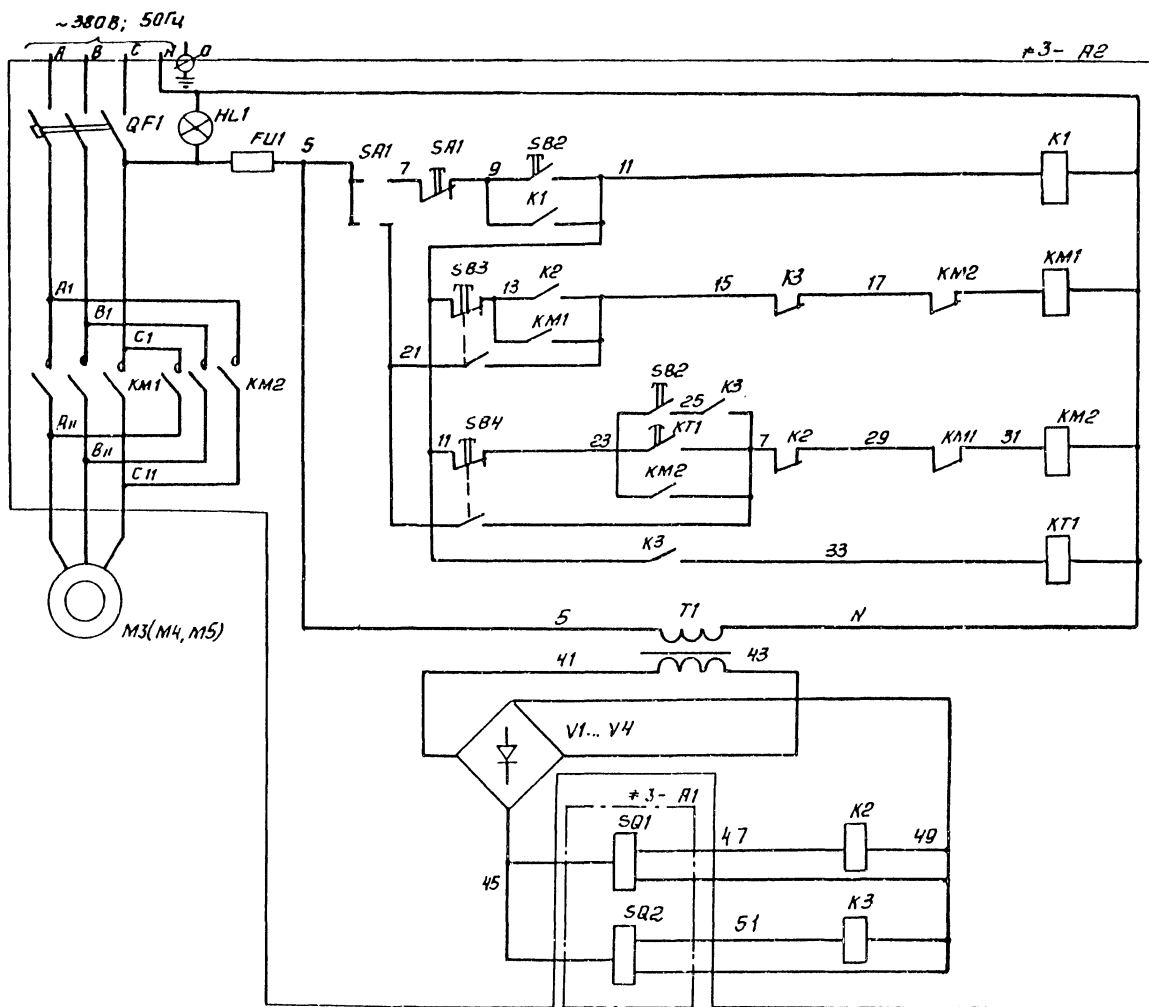 ~380В; 50Гц
А В С N О
*3- А2
QF1
HL1
FU1
5
SA1
7
SA1
9
SB2
11
K1
K1
SB3
13
K2
15
K3
17
KM2
KM1
KM1
21
A1
B1
C1
KM1
KM2
A11
B11
C11
SB2
25
K3
11
SB4
23
KT1
7
K2
29
KM1
31
KM2
KM2
K3
33
KT1
M3(M4, M5)
5
T1
N
41
43
V1...V4
*3- А1
SQ1
47
K2
49
45
SQ2
51
K3